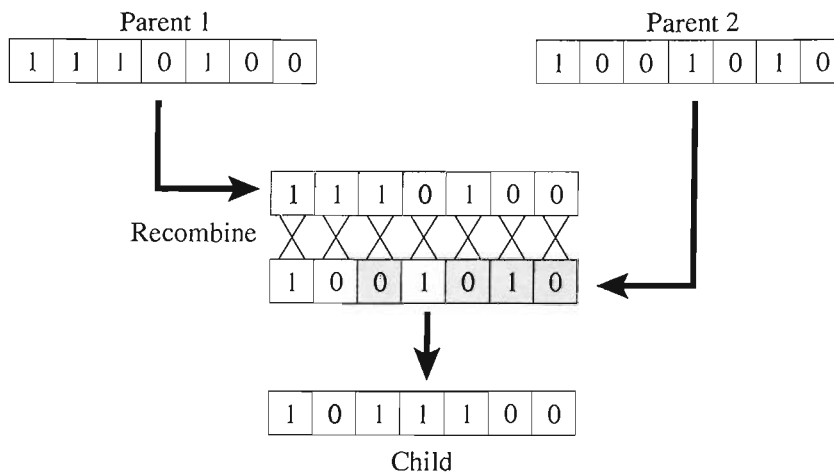 Parent 1
1 1 1 0 1 0 0
Parent 2
1 0 0 1 0 1 0
1 1 1 0 1 0 0
Recombine
1 0 0 1 0 1 0
1 0 1 1 1 0 0
Child